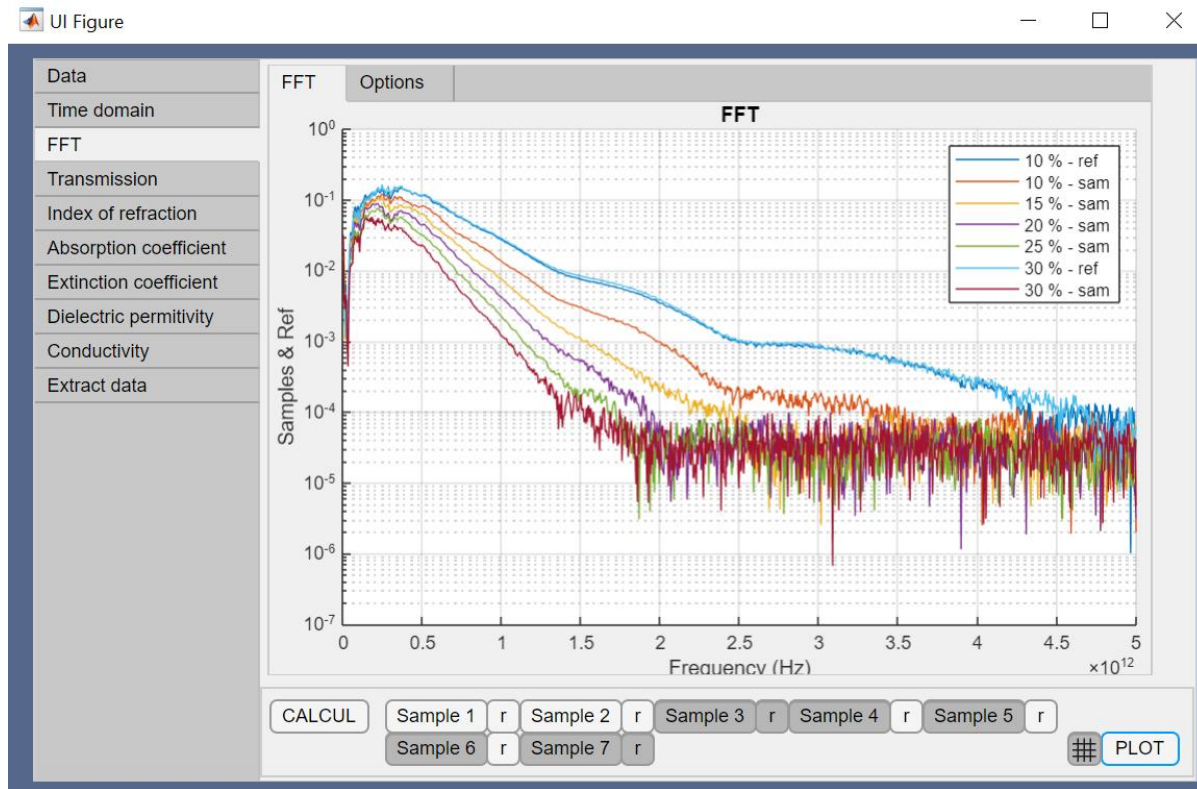 UI Figure
Data
Time domain
FFT
Transmission
Index of refraction
Absorption coefficient
Extinction coefficient
Dielectric permitivity
Conductivity
Extract data
FFT Options
FFT
10^0
10^-1
10^-2
10^-3
10^-4
10^-5
10^-6
10^-7
Samples & Ref
10 % - ref
10 % - sam
15 % - sam
20 % - sam
25 % - sam
30 % - ref
30 % - sam
0 0.5 1 1.5 2 2.5 3 3.5 4 4.5 5
Frequency (Hz)
×10^12
CALCUL Sample 1 r Sample 2 r Sample 3 r Sample 4 r Sample 5 r
Sample 6 r Sample 7 r PLOT